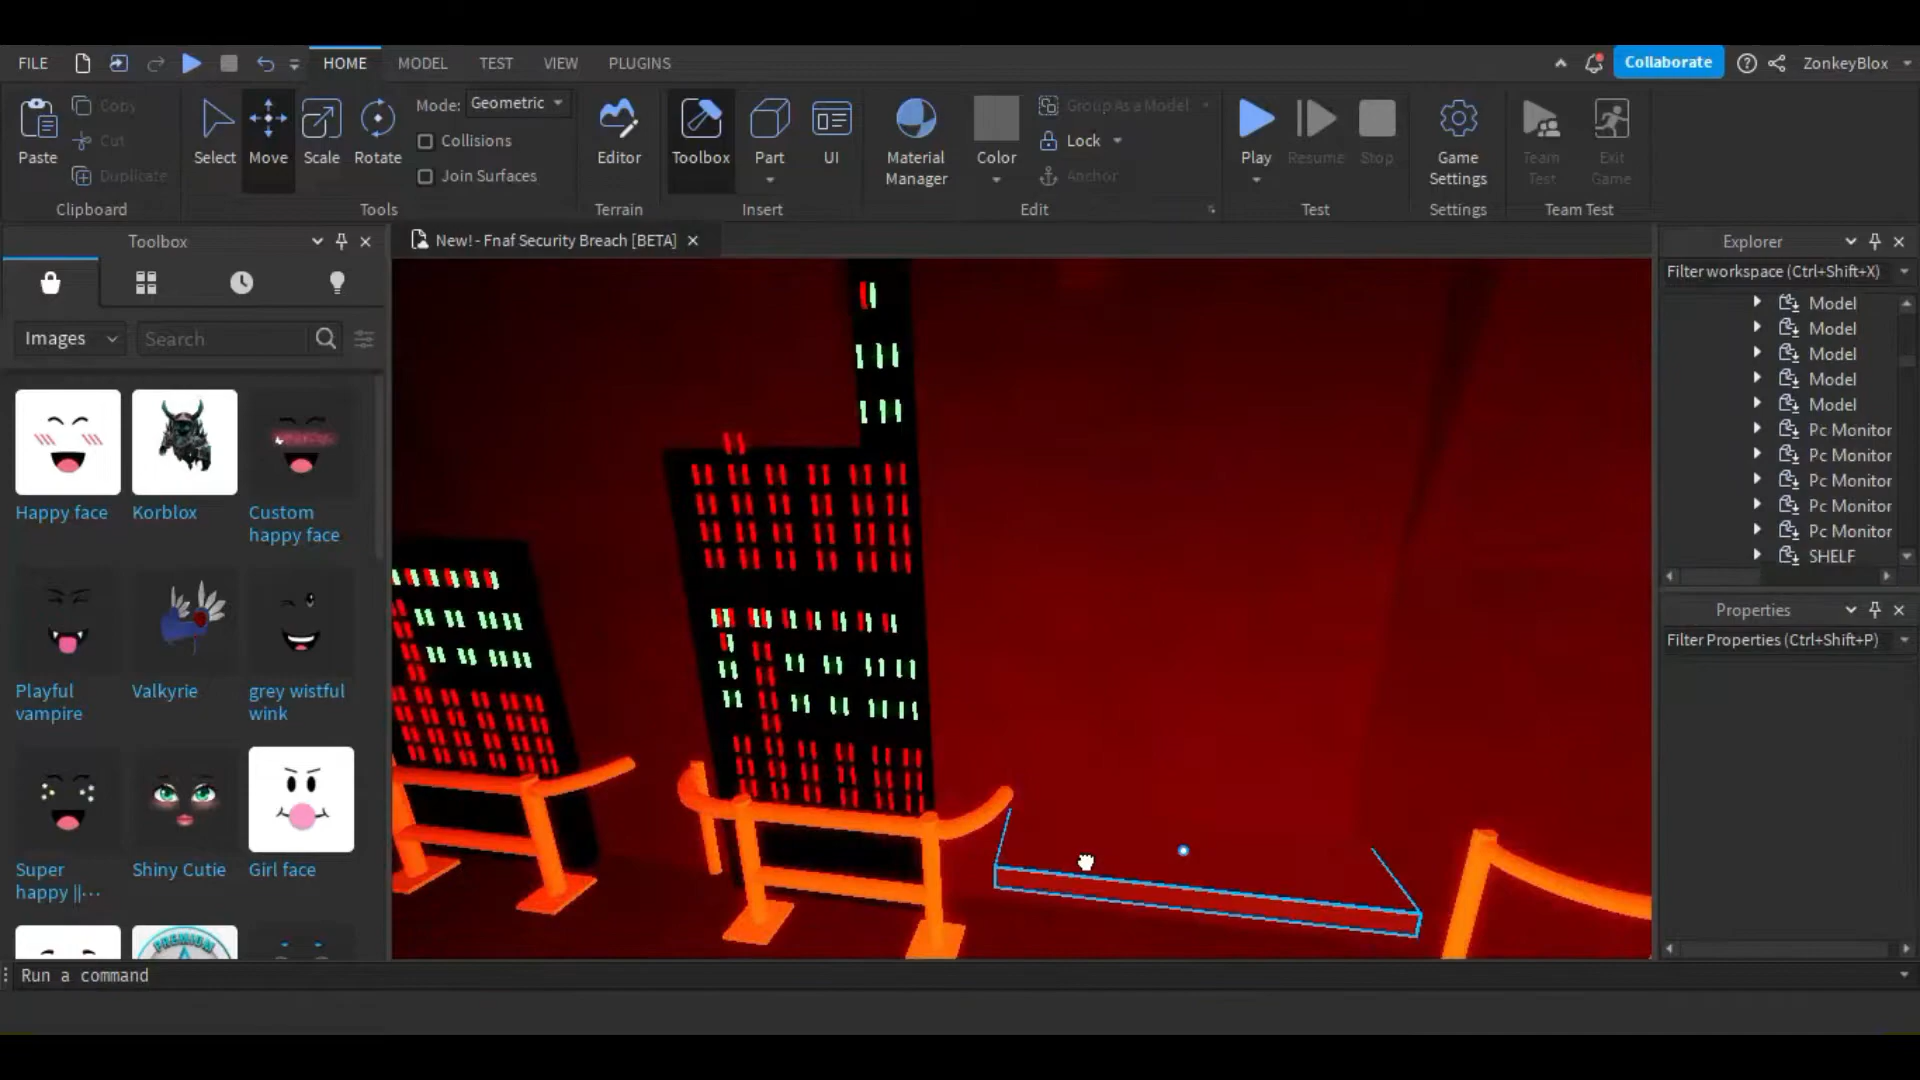 FILE HOME MODEL TEST VIEW PLUGINS Collaborate ZonkeyBlox
Paste Copy Cut Duplicate
Clipboard
Select Move Scale Rotate
Mode: Geometric
Collisions
Join Surfaces
Tools
Editor
Terrain
Toolbox Part UI
Insert
Material
Manager
Color
Group As a Model
Lock
Anchor
Edit
Play Resume Stop
Test
Game
Settings
Settings
Team
Test
Exit
Game
Team Test
Toolbox
New! - Fnaf Security Breach [BETA]
Images Search
Happy face
Korblox
Custom
happy face
Playful
vampire
Valkyrie
grey wistful
wink
Super
happy ||···
Shiny Cutie
Girl face
PREMIUM
Explorer
Filter workspace (Ctrl+Shift+X)
Model
Model
Model
Model
Model
Pc Monitor
Pc Monitor
Pc Monitor
Pc Monitor
Pc Monitor
SHELF
Properties
Filter Properties (Ctrl+Shift+P)
Run a command